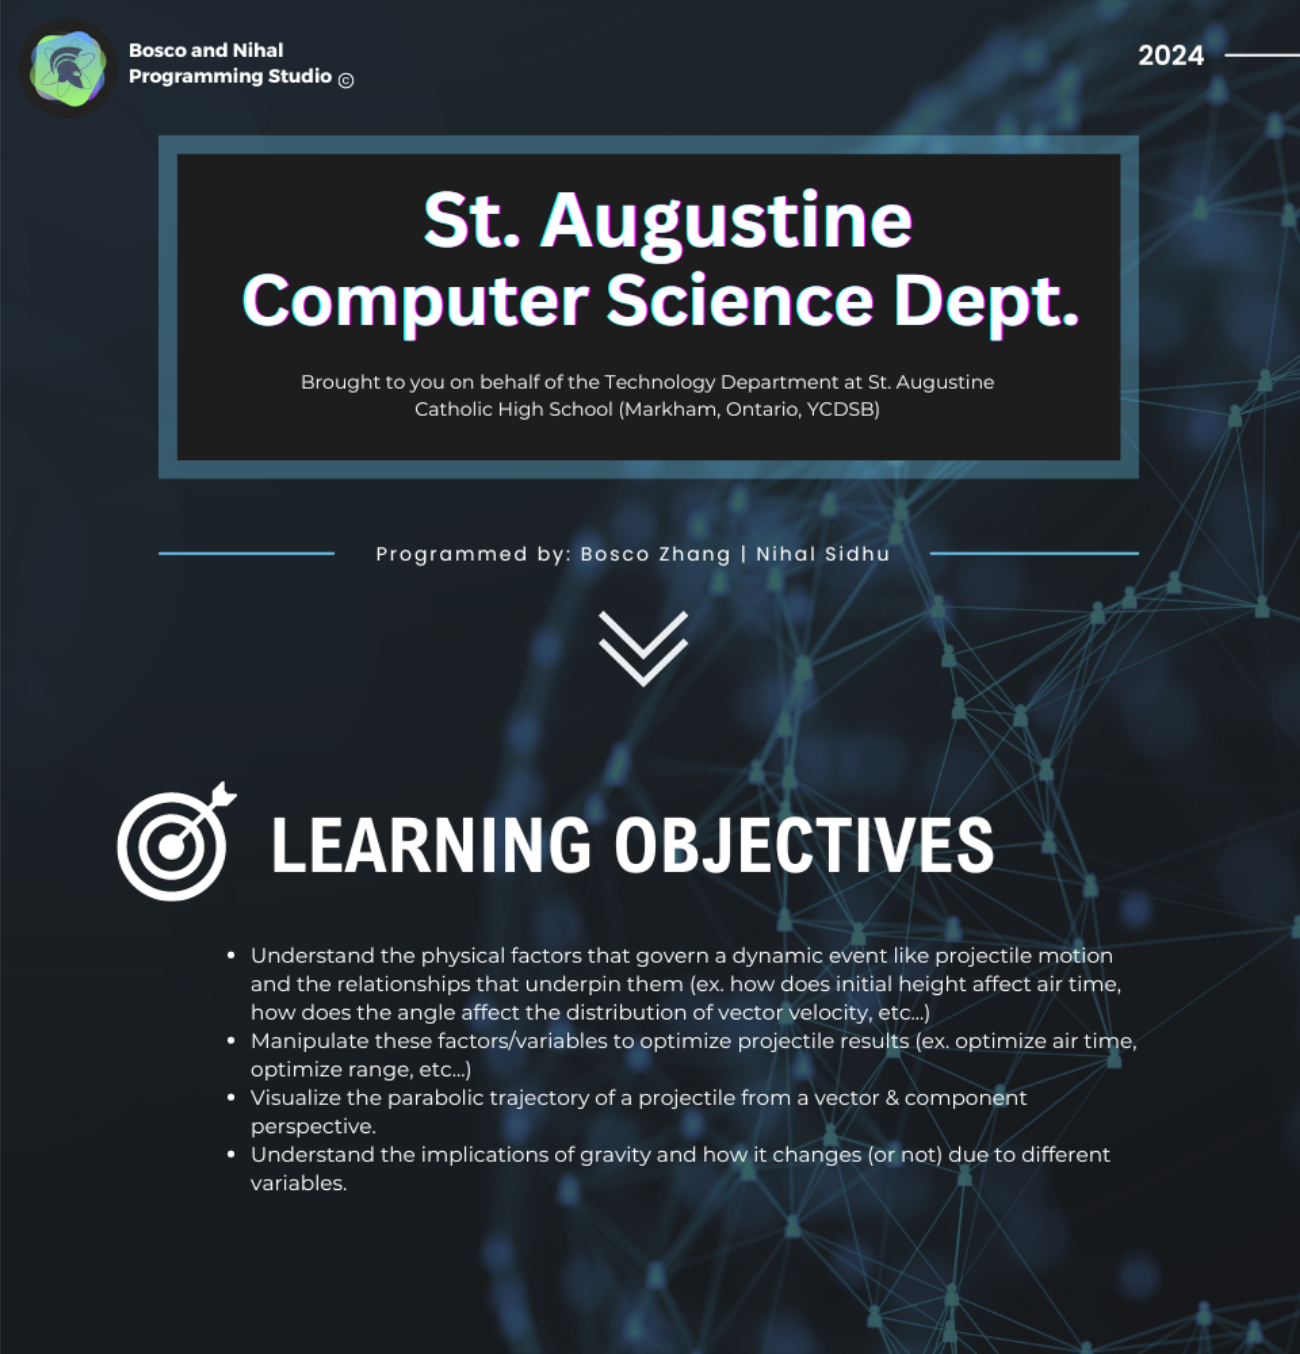 Bosco and Nihal
Programming Studio ©
2024
St. Augustine
Computer Science Dept.
Brought to you on behalf of the Technology Department at St. Augustine
Catholic High School (Markham, Ontario, YCDSB)
Programmed by: Bosco Zhang | Nihal Sidhu
LEARNING OBJECTIVES
• Understand the physical factors that govern a dynamic event like projectile motion
and the relationships that underpin them (ex. how does initial height affect air time,
how does the angle affect the distribution of vector velocity, etc...)
• Manipulate these factors/variables to optimize projectile results (ex. optimize air time,
optimize range, etc...)
• Visualize the parabolic trajectory of a projectile from a vector & component
perspective.
• Understand the implications of gravity and how it changes (or not) due to different
variables.